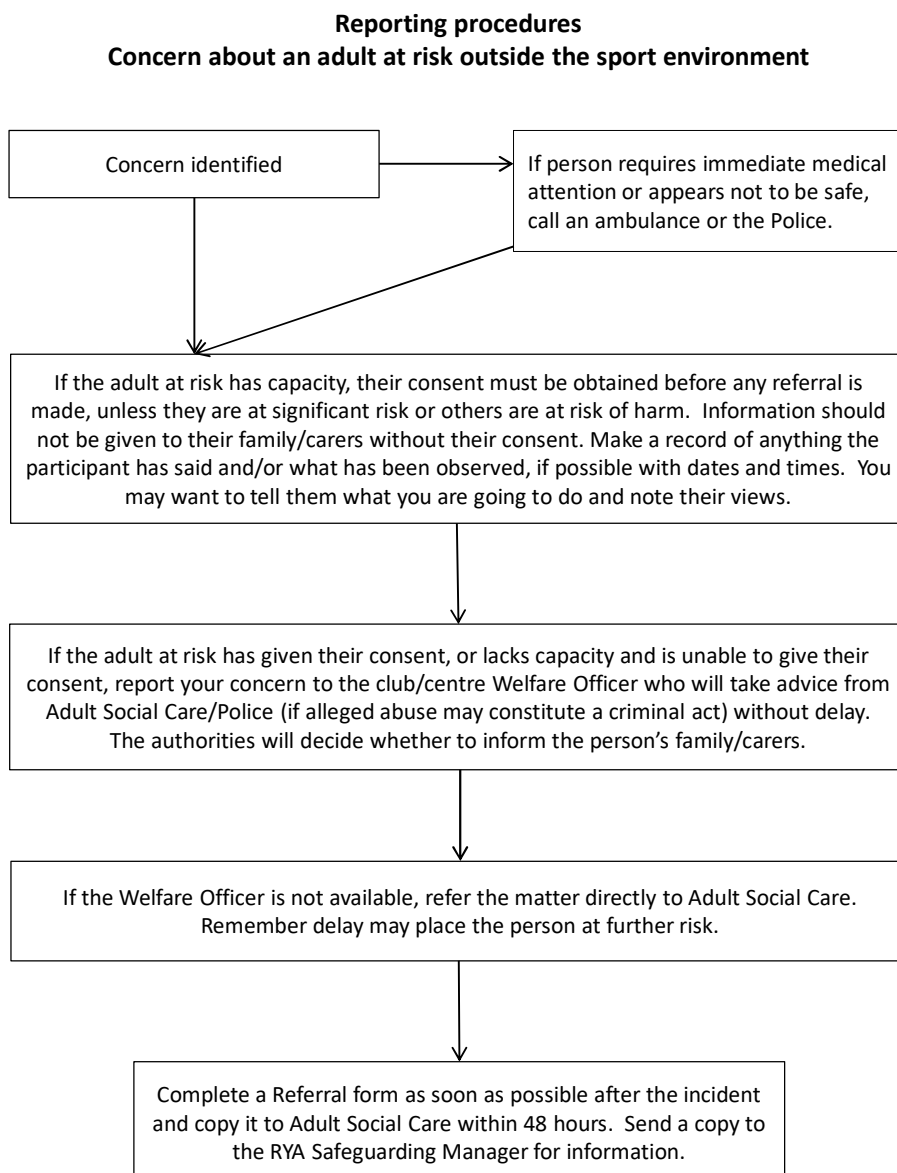 Reporting procedures
Concern about an adult at risk outside the sport environment
Concern identified
If person requires immediate medical
attention or appears not to be safe,
call an ambulance or the Police.
If the adult at risk has capacity, their consent must be obtained before any referral is
made, unless they are at significant risk or others are at risk of harm.  Information should
not be given to their family/carers without their consent. Make a record of anything the
participant has said and/or what has been observed, if possible with dates and times.  You
may want to tell them what you are going to do and note their views.
If the adult at risk has given their consent, or lacks capacity and is unable to give their
consent, report your concern to the club/centre Welfare Officer who will take advice from
Adult Social Care/Police (if alleged abuse may constitute a criminal act) without delay.
The authorities will decide whether to inform the person’s family/carers.
If the Welfare Officer is not available, refer the matter directly to Adult Social Care.
Remember delay may place the person at further risk.
Complete a Referral form as soon as possible after the incident
and copy it to Adult Social Care within 48 hours.  Send a copy to
the RYA Safeguarding Manager for information.